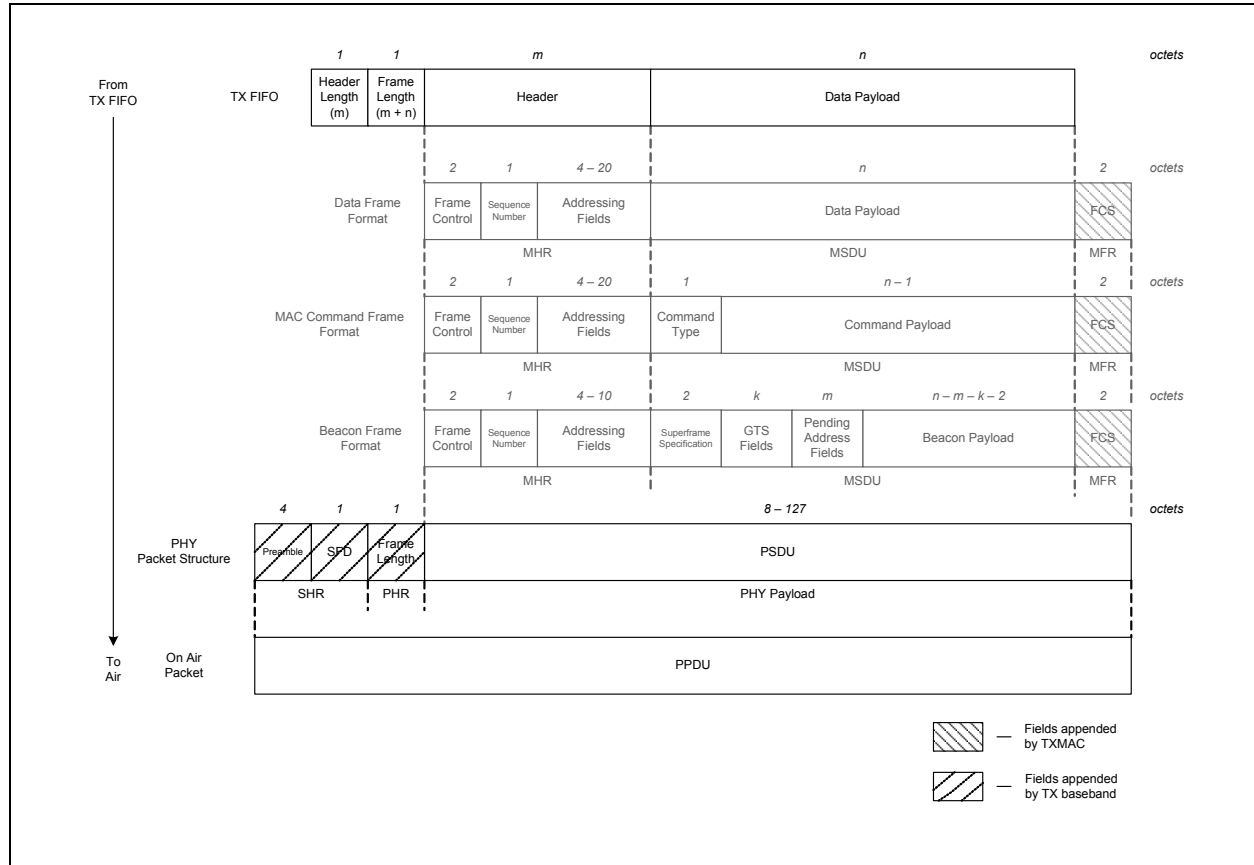 1 1 m n octets
From
TX FIFO
TX FIFO
Header
Length
(m)
Frame
Length
(m + n)
Header
Data Payload
2 1 4 – 20 n 2 octets
Data Frame
Format
Frame
Control
Sequence
Number
Addressing
Fields
Data Payload
FCS
MHR MSDU MFR
2 1 4 – 20 1 n – 1 2 octets
MAC Command Frame
Format
Frame
Control
Sequence
Number
Addressing
Fields
Command
Type
Command Payload
FCS
MHR MSDU MFR
2 1 4 – 10 2 k m n – m – k – 2 2 octets
Beacon Frame
Format
Frame
Control
Sequence
Number
Addressing
Fields
Superframe
Specification
GTS
Fields
Pending
Address
Fields
Beacon Payload
FCS
MHR MSDU MFR
4 1 1 8 – 127 octets
PHY
Packet Structure
Preamble
SFD
Frame
Length
PSDU
SHR PHR PHY Payload
To
Air
On Air
Packet
PPDU
— Fields appended
by TXMAC
— Fields appended
by TX baseband